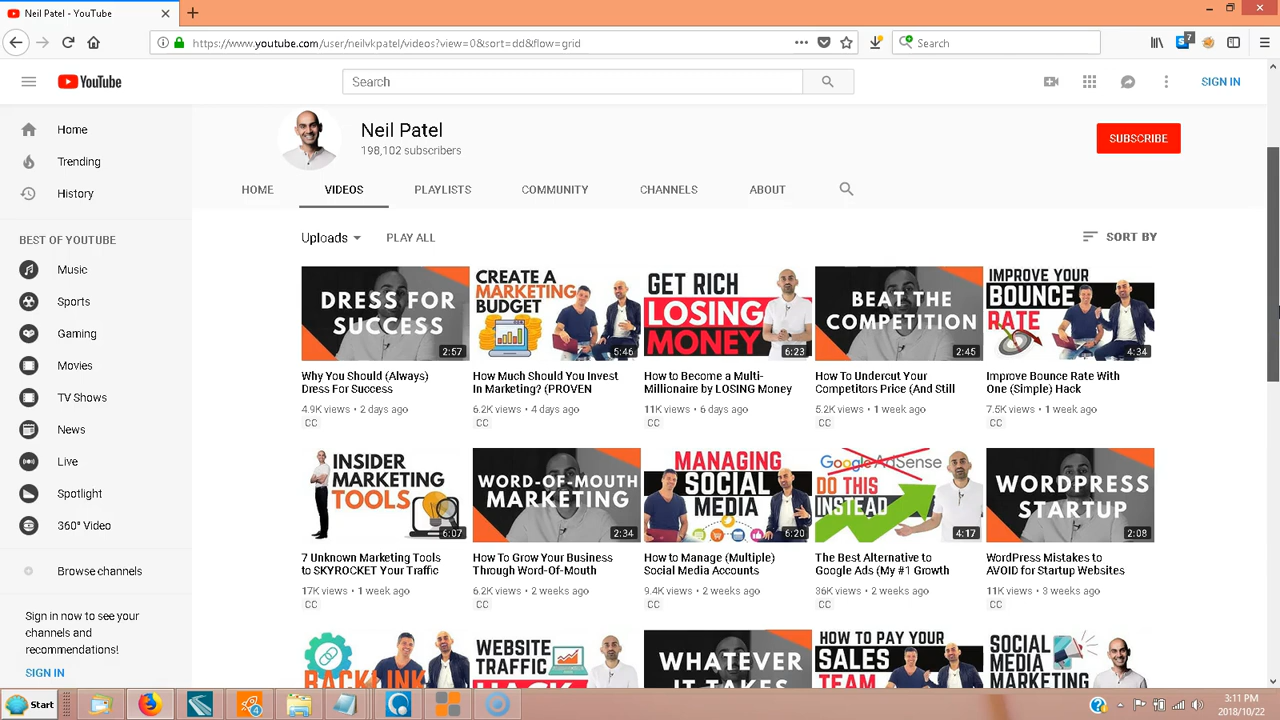 Neil Patel - YouTube
https://www.youtube.com/user/neilvkpatel/videos?view=0&sort=dd&flow=grid
Search
7
YouTube
Search
SIGN IN
Home
Trending
History
BEST OF YOUTUBE
Music
Sports
Gaming
Movies
TV Shows
News
Live
Spotlight
360° Video
Browse channels
Sign in now to see your
channels and
recommendations!
SIGN IN
Neil Patel
198,102 subscribers
SUBSCRIBE
HOME
VIDEOS
PLAYLISTS
COMMUNITY
CHANNELS
ABOUT
Uploads
PLAY ALL
SORT BY
DRESS FOR
SUCCESS
2:57
Why You Should (Always)
Dress For Success
4.9K views • 2 days ago
CC
CREATE A
MARKETING
BUDGET
5:46
How Much Should You Invest
In Marketing? (PROVEN
6.2K views • 4 days ago
CC
GET RICH
LOSING
MONEY
6:23
How to Become a Multi-
Millionaire by LOSING Money
11K views • 6 days ago
CC
BEAT THE
COMPETITION
2:45
How To Undercut Your
Competitors Price (And Still
5.2K views • 1 week ago
CC
IMPROVE YOUR
BOUNCE
RATE
4:34
Improve Bounce Rate With
One (Simple) Hack
7.5K views • 1 week ago
CC
INSIDER
MARKETING
TOOLS
6:07
7 Unknown Marketing Tools
to SKYROCKET Your Traffic
17K views • 1 week ago
CC
WORD-OF-MOUTH
MARKETING
2:34
How To Grow Your Business
Through Word-Of-Mouth
6.2K views • 2 weeks ago
CC
MANAGING
SOCIAL
MEDIA
6:20
How to Manage (Multiple)
Social Media Accounts
9.4K views • 2 weeks ago
CC
Google AdSense
DO THIS
INSTEAD
4:17
The Best Alternative to
Google Ads (My #1 Growth
36K views • 2 weeks ago
CC
WORDPRESS
STARTUP
2:08
WordPress Mistakes to
AVOID for Startup Websites
11K views • 3 weeks ago
CC
BACKLINK
WEBSITE
TRAFFIC
HACK
WHATEVER
IT TAKES
HOW TO PAY YOUR
SALES
TEAM
SOCIAL
MEDIA
MARKETING
Start
3:11 PM
2018/10/22